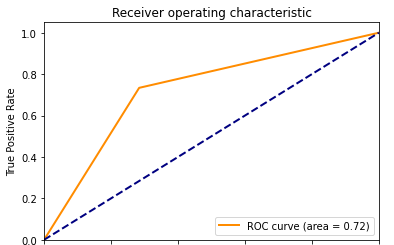 Receiver operating characteristic
1.0
0.8
0.6
0.4
0.2
0.0
True Positive Rate
ROC curve (area = 0.72)